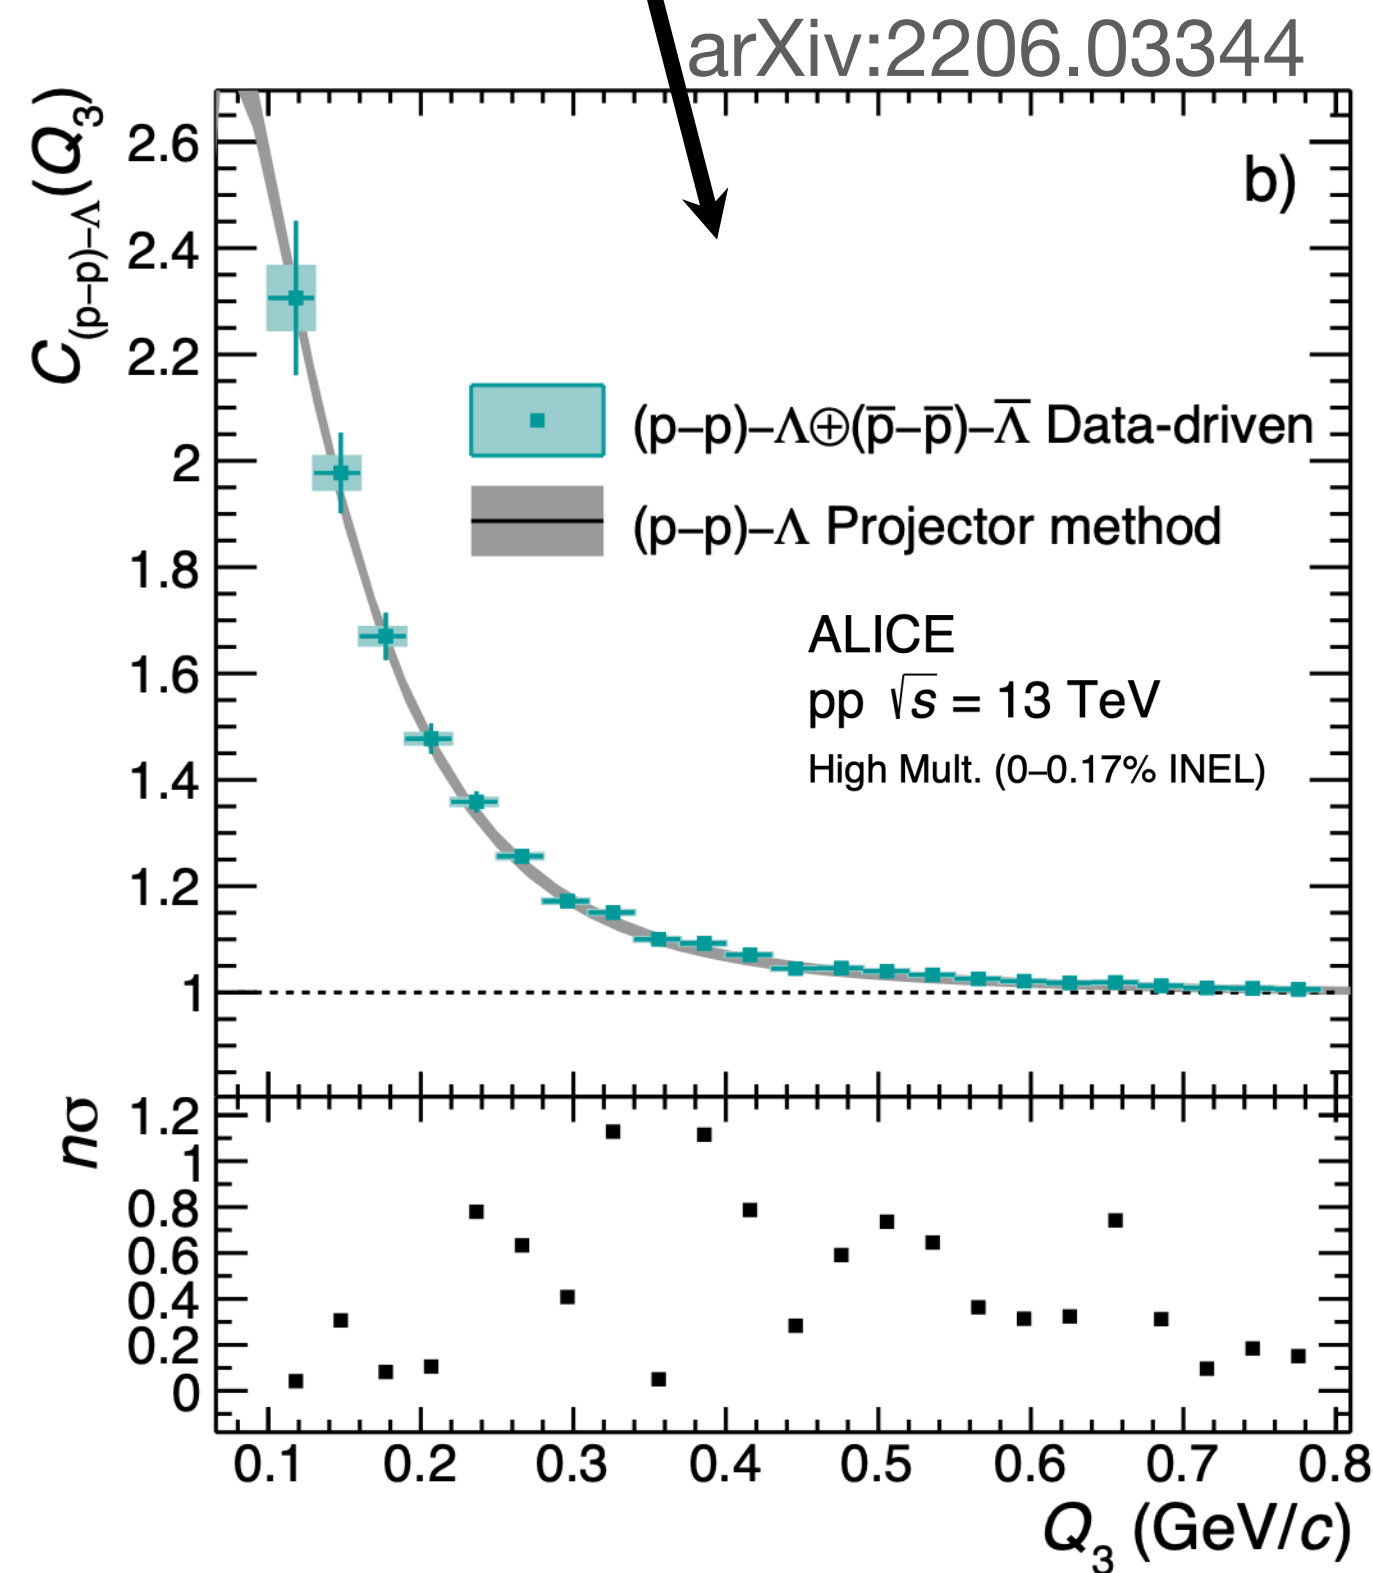 arXiv:2206.03344
C(p–p)–Λ (Q3)
b)
2.6
2.4
2.2
2
1.8
1.6
1.4
1.2
1
(p–p)–Λ⊕(p̅–p̅)–Λ̅ Data-driven
(p–p)–Λ Projector method
ALICE
pp √s = 13 TeV
High Mult. (0–0.17% INEL)
nσ
1.2
1
0.8
0.6
0.4
0.2
0
0.1 0.2 0.3 0.4 0.5 0.6 0.7 0.8
Q3 (GeV/c)